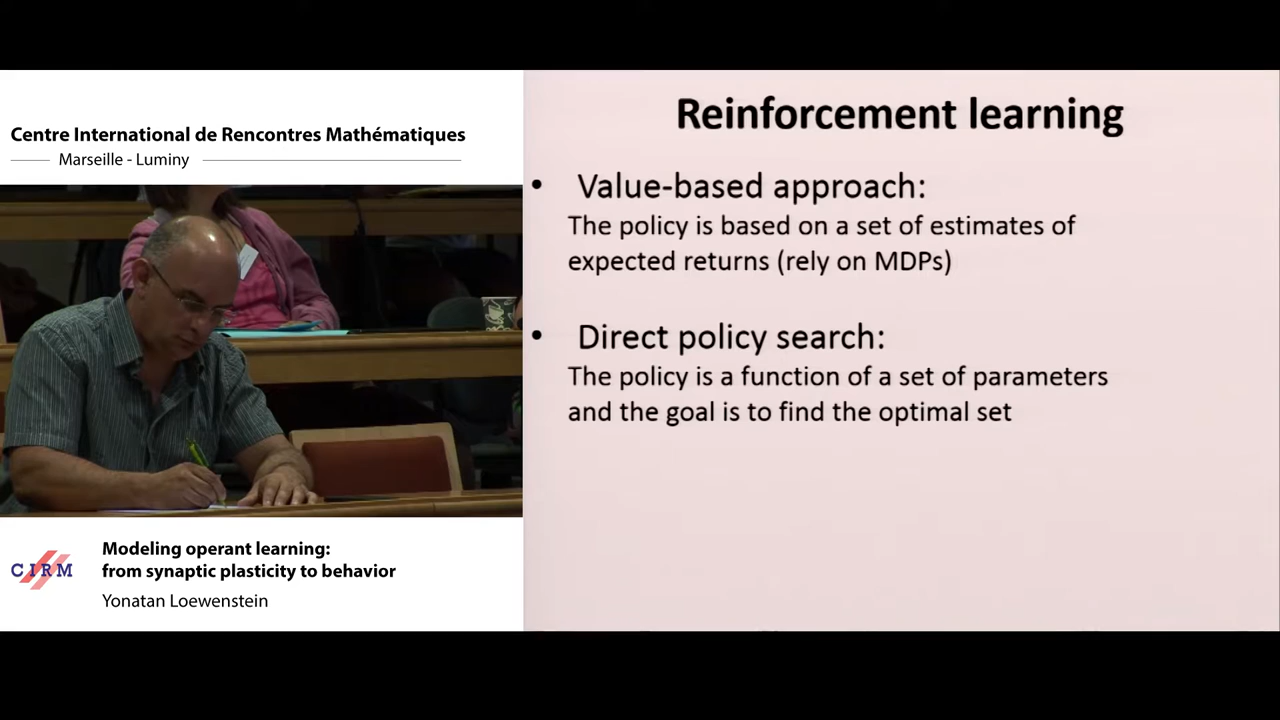 Centre International de Rencontres Mathématiques
Marseille - Luminy
CIRM
Modeling operant learning:
from synaptic plasticity to behavior
Yonatan Loewenstein
Reinforcement learning
• Value-based approach:
The policy is based on a set of estimates of
expected returns (rely on MDPs)
• Direct policy search:
The policy is a function of a set of parameters
and the goal is to find the optimal set